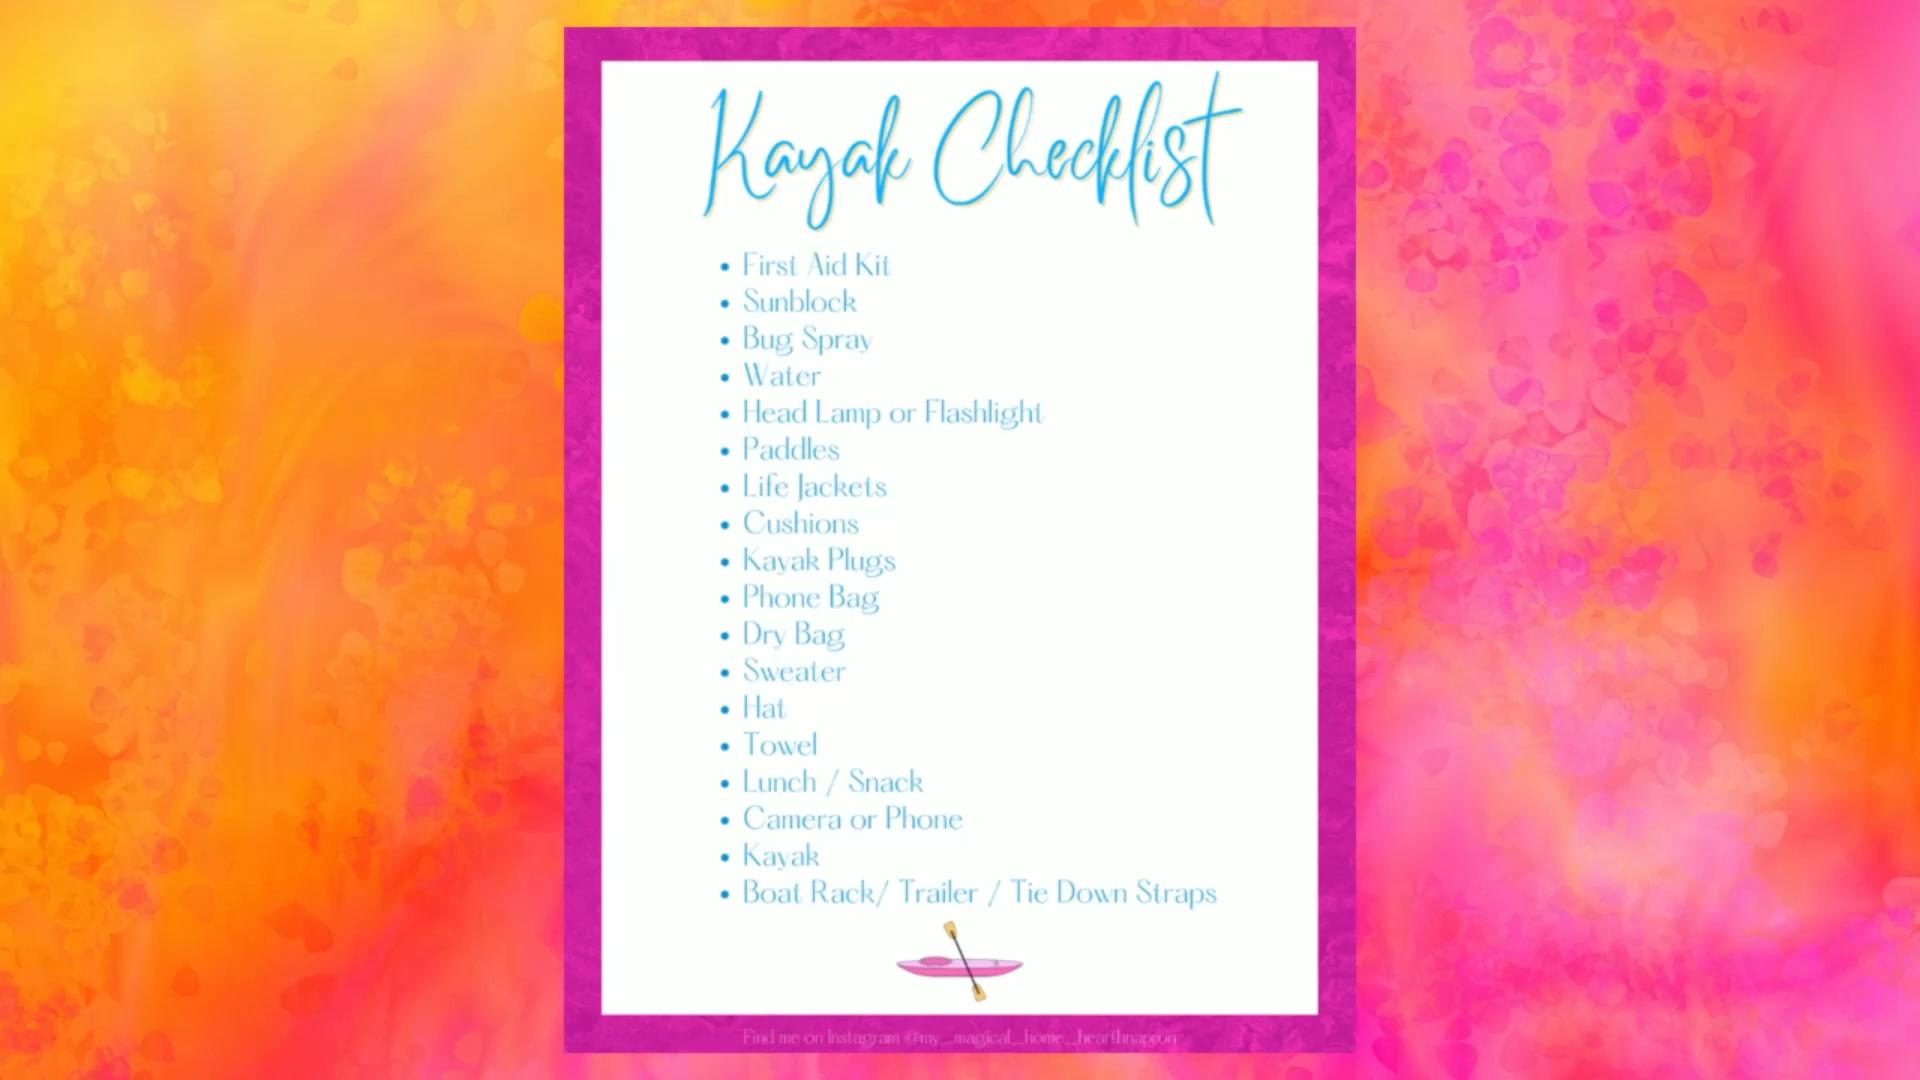 Kayak Checklist
• First Aid Kit
• Sunblock
• Bug Spray
• Water
• Head Lamp or Flashlight
• Paddles
• Life Jackets
• Cushions
• Kayak Plugs
• Phone Bag
• Dry Bag
• Sweater
• Hat
• Towel
• Lunch / Snack
• Camera or Phone
• Kayak
• Boat Rack/ Trailer / Tie Down Straps
Find me on Instagram @my_magical_home_hearthnapron